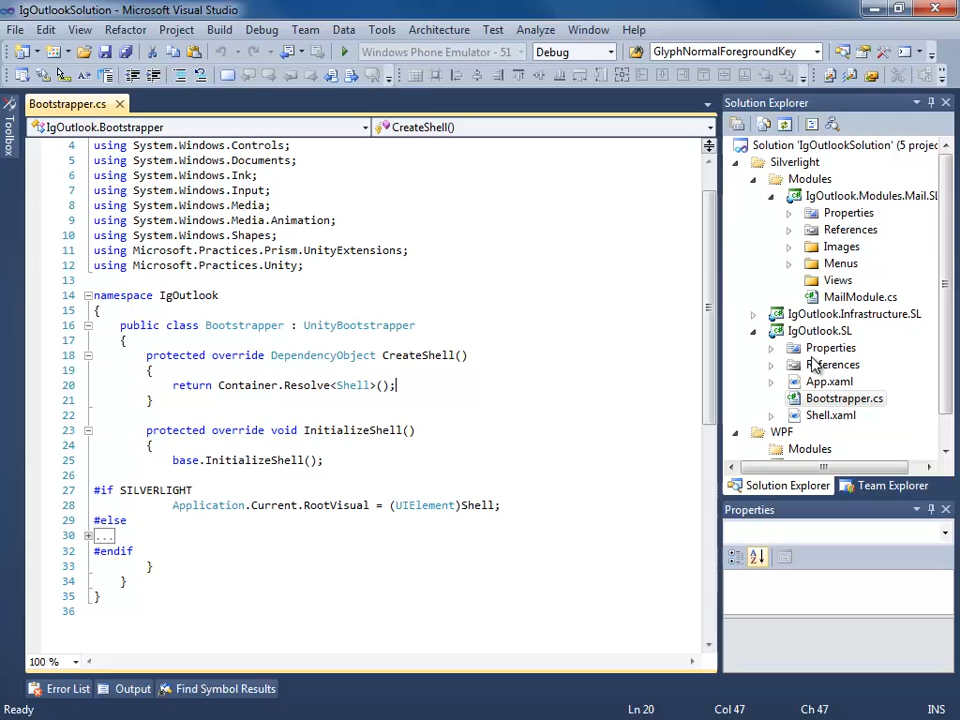 IgOutlookSolution - Microsoft Visual Studio
File Edit View Refactor Project Build Debug Team Data Tools Architecture Test Analyze Window Help
Windows Phone Emulator - 51 Debug GlyphNormalForegroundKey
Bootstrapper.cs
IgOutlook.Bootstrapper CreateShell()
Toolbox
4 using System.Windows.Controls;
5 using System.Windows.Documents;
6 using System.Windows.Ink;
7 using System.Windows.Input;
8 using System.Windows.Media;
9 using System.Windows.Media.Animation;
10 using System.Windows.Shapes;
11 using Microsoft.Practices.Prism.UnityExtensions;
12 using Microsoft.Practices.Unity;
13
14 namespace IgOutlook
15 {
16 public class Bootstrapper : UnityBootstrapper
17 {
18 protected override DependencyObject CreateShell()
19 {
20 return Container.Resolve<Shell>();
21 }
22
23 protected override void InitializeShell()
24 {
25 base.InitializeShell();
26
27 #if SILVERLIGHT
28 Application.Current.RootVisual = (UIElement)Shell;
29 #else
30 ...
32 #endif
33 }
34 }
35 }
36
100 %
Solution Explorer
Solution 'IgOutlookSolution' (5 projec
Silverlight
Modules
IgOutlook.Modules.Mail.SL
Properties
References
Images
Menus
Views
MailModule.cs
IgOutlook.Infrastructure.SL
IgOutlook.SL
Properties
References
App.xaml
Bootstrapper.cs
Shell.xaml
WPF
Modules
Solution Explorer Team Explorer
Properties
Error List Output Find Symbol Results
Ready Ln 20 Col 47 Ch 47 INS